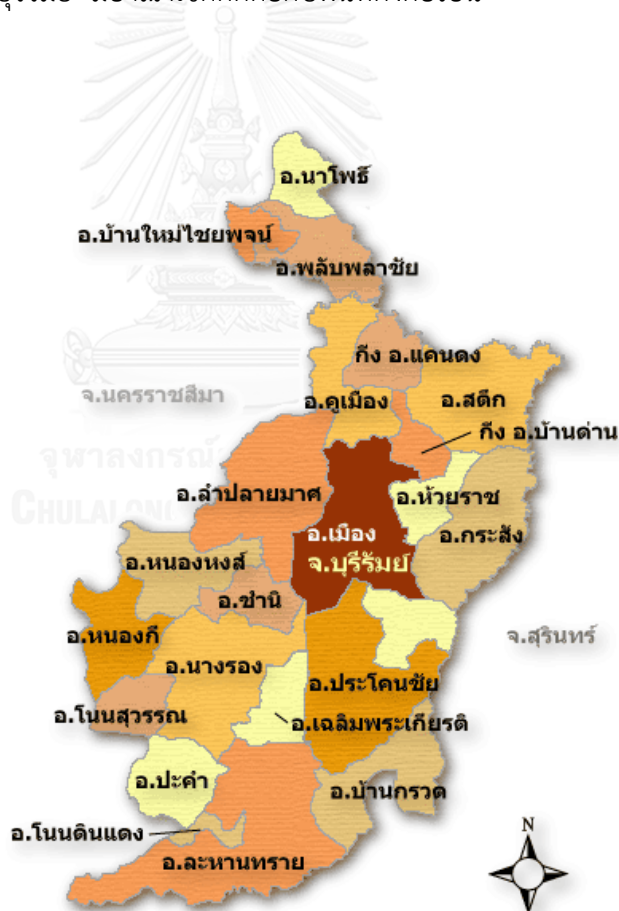 อ.นาโพธิ์
อ.บ้านใหม่ไชยพจน์
อ.พลับพลาชัย
กิ่ง อ.แคนดง
จ.นครราชสีมา
อ.คูเมือง
อ.สตึก
กิ่ง อ.บ้านด่าน
จุฬาลงกรณ์
อ.ลำปลายมาศ
อ.ห้วยราช
CHULALON
อ.เมือง
อ.กระสัง
จ.บุรีรัมย์
อ.หนองหงส์
อ.ชำนิ
อ.หนองกี่
จ.สุรินทร์
อ.นางรอง
อ.ประโคนชัย
อ.โนนสุวรรณ
อ.เฉลิมพระเกียรติ
อ.ปะคำ
อ.บ้านกรวด
N
อ.โนนดินแดง
อ.ละหานทราย